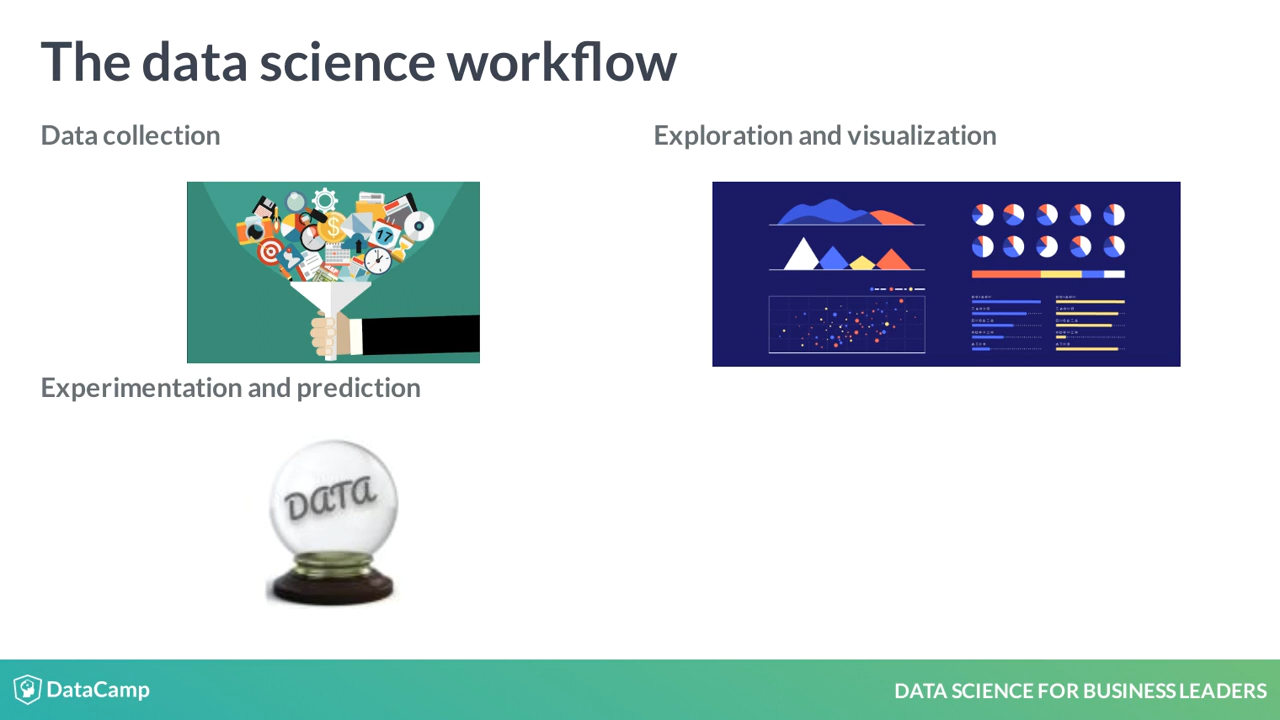 The data science workflow
Data collection
Exploration and visualization
17
Experimentation and prediction
DATA
DataCamp
DATA SCIENCE FOR BUSINESS LEADERS